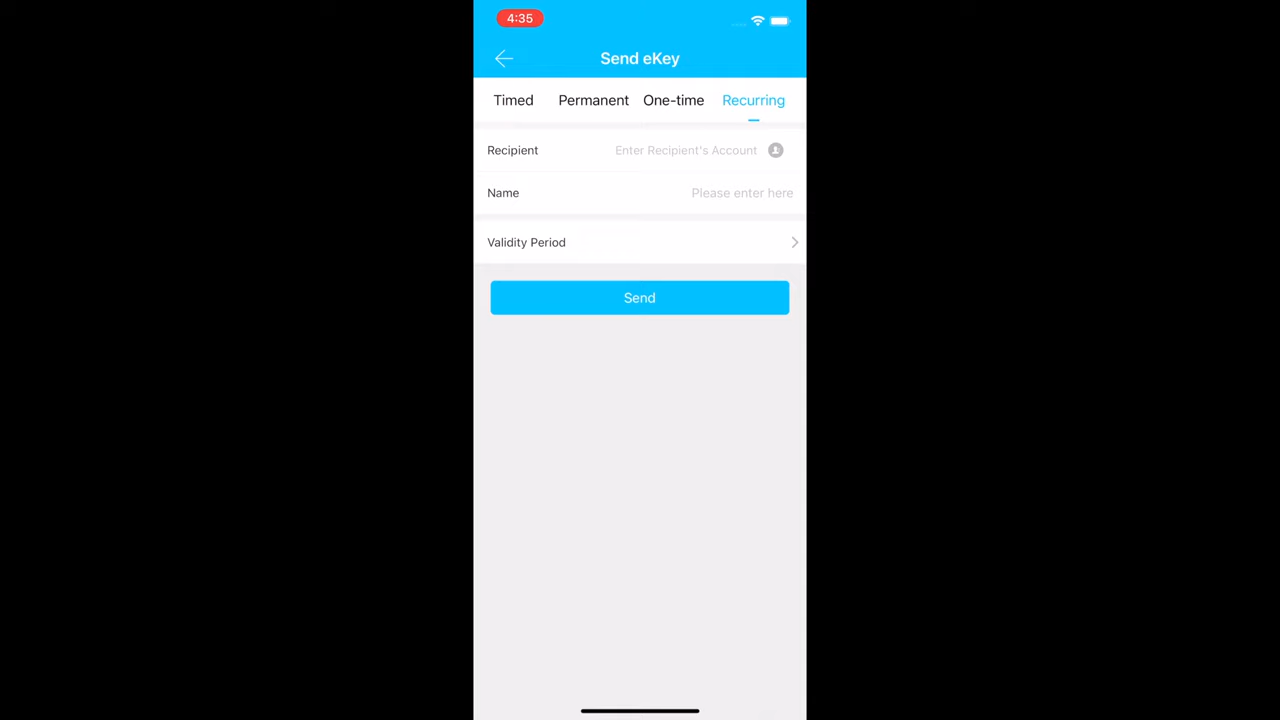 4:35
Send eKey
Timed Permanent One-time Recurring
Recipient Enter Recipient's Account
Name Please enter here
Validity Period
Send